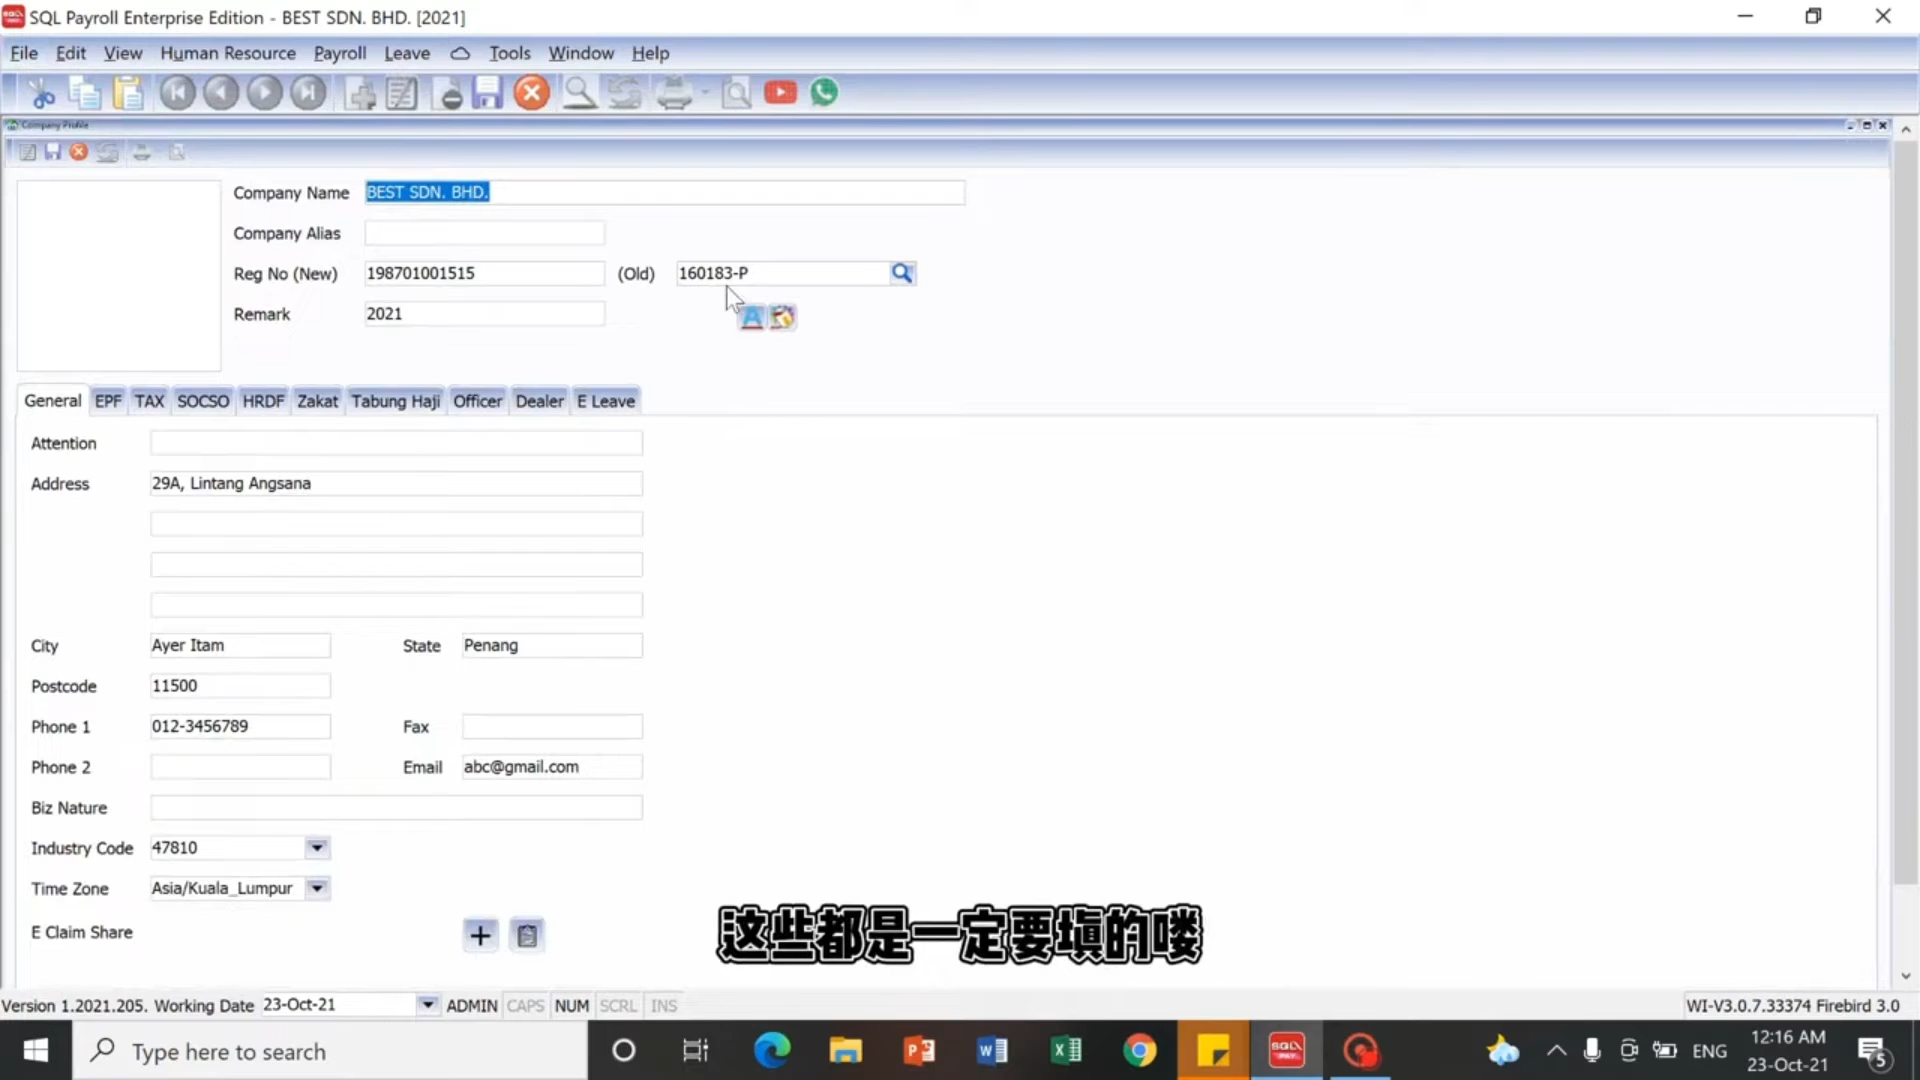 SQL Payroll Enterprise Edition - BEST SDN. BHD. [2021]
File Edit View Human Resource Payroll Leave Tools Window Help
Company Profile
Company Name BEST SDN. BHD.
Company Alias
Reg No (New) 198701001515 (Old) 160183-P
Remark 2021
General EPF TAX SOCSO HRDF Zakat Tabung Haji Officer Dealer E Leave
Attention
Address 29A, Lintang Angsana
City Ayer Itam State Penang
Postcode 11500
Phone 1 012-3456789 Fax
Phone 2 Email abc@gmail.com
Biz Nature
Industry Code 47810
Time Zone Asia/Kuala_Lumpur
E Claim Share
这些都是一定要填的喽
Version 1.2021.205. Working Date 23-Oct-21 ADMIN CAPS NUM SCRL INS WI-V3.0.7.33374 Firebird 3.0
Type here to search ENG 12:16 AM
23-Oct-21 5